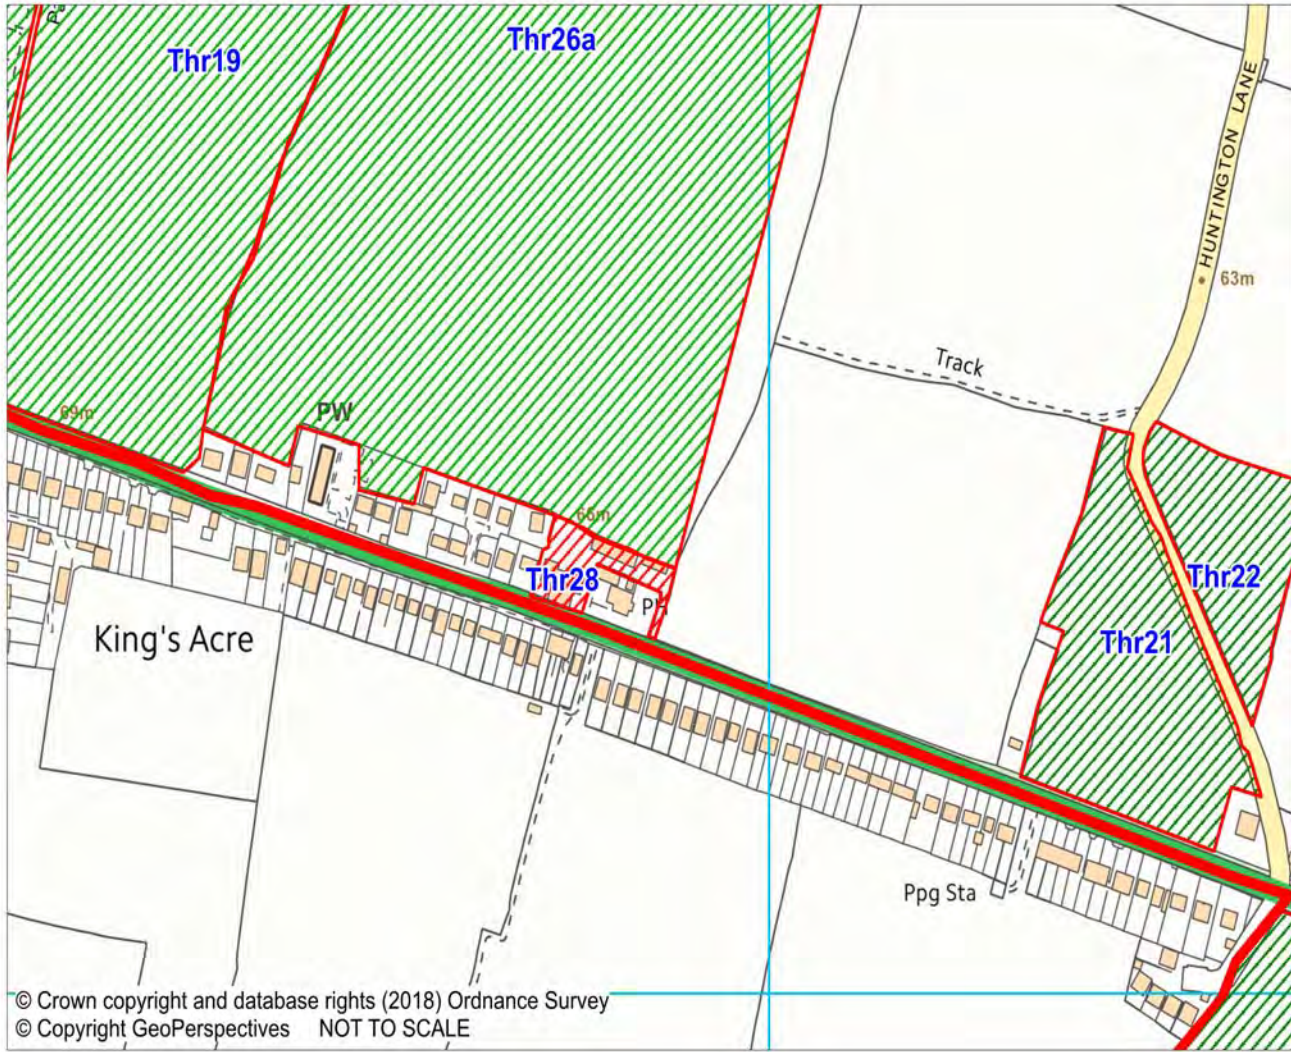 Thr19
Thr26a
HUNTINGTON LANE
63m
Track
69m
PW
66m
Thr28
PH
Thr22
Thr21
King's Acre
Ppg Sta
© Crown copyright and database rights (2018) Ordnance Survey
© Copyright GeoPerspectives NOT TO SCALE